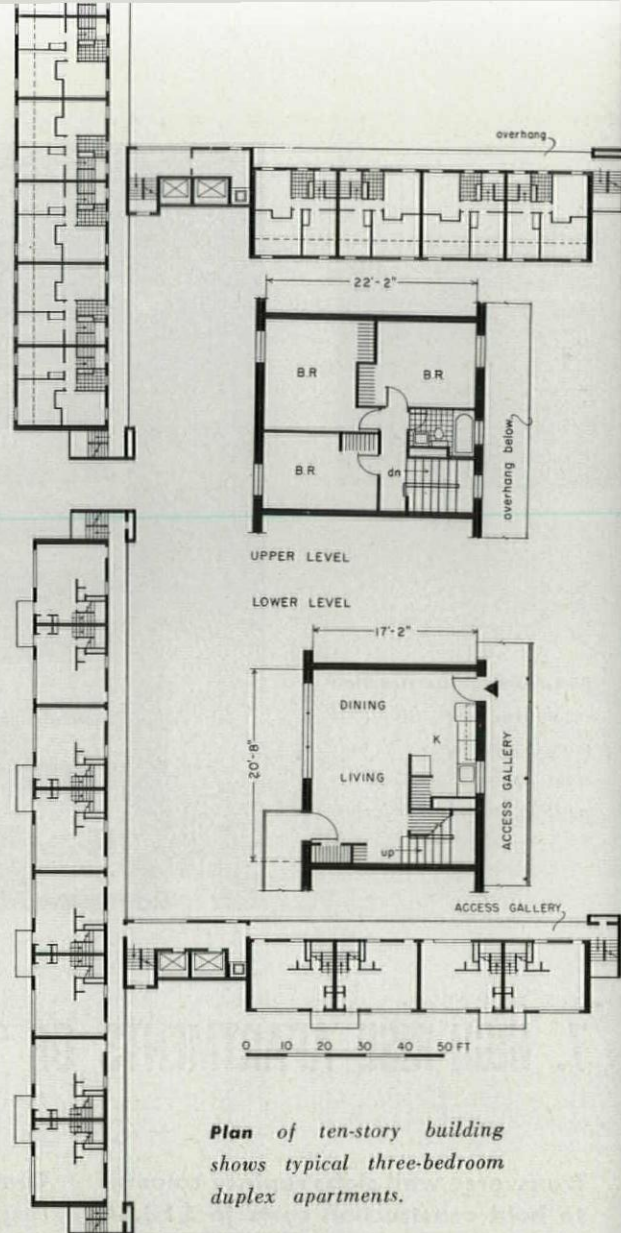 overhang
22'-2"
B.R
B.R.
B.R
dn
overhang below
UPPER LEVEL
LOWER LEVEL
17'-2"
DINING
K
20'-8"
LIVING
ACCESS GALLERY
up
ACCESS GALLERY
0 10 20 30 40 50 FT
Plan of ten-story building
shows typical three-bedroom
duplex apartments.